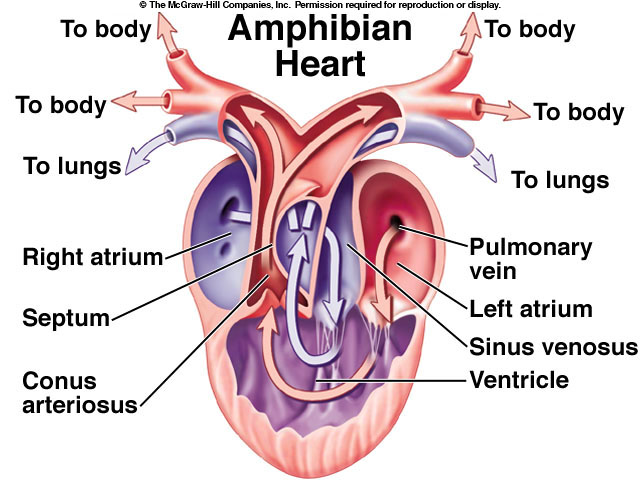 © The McGraw-Hill Companies, Inc. Permission required for reproduction or display.
Amphibian
Heart
To body
To body
To body
To body
To lungs
To lungs
Right atrium
Septum
Conus
arteriosus
Pulmonary
vein
Left atrium
Sinus venosus
Ventricle